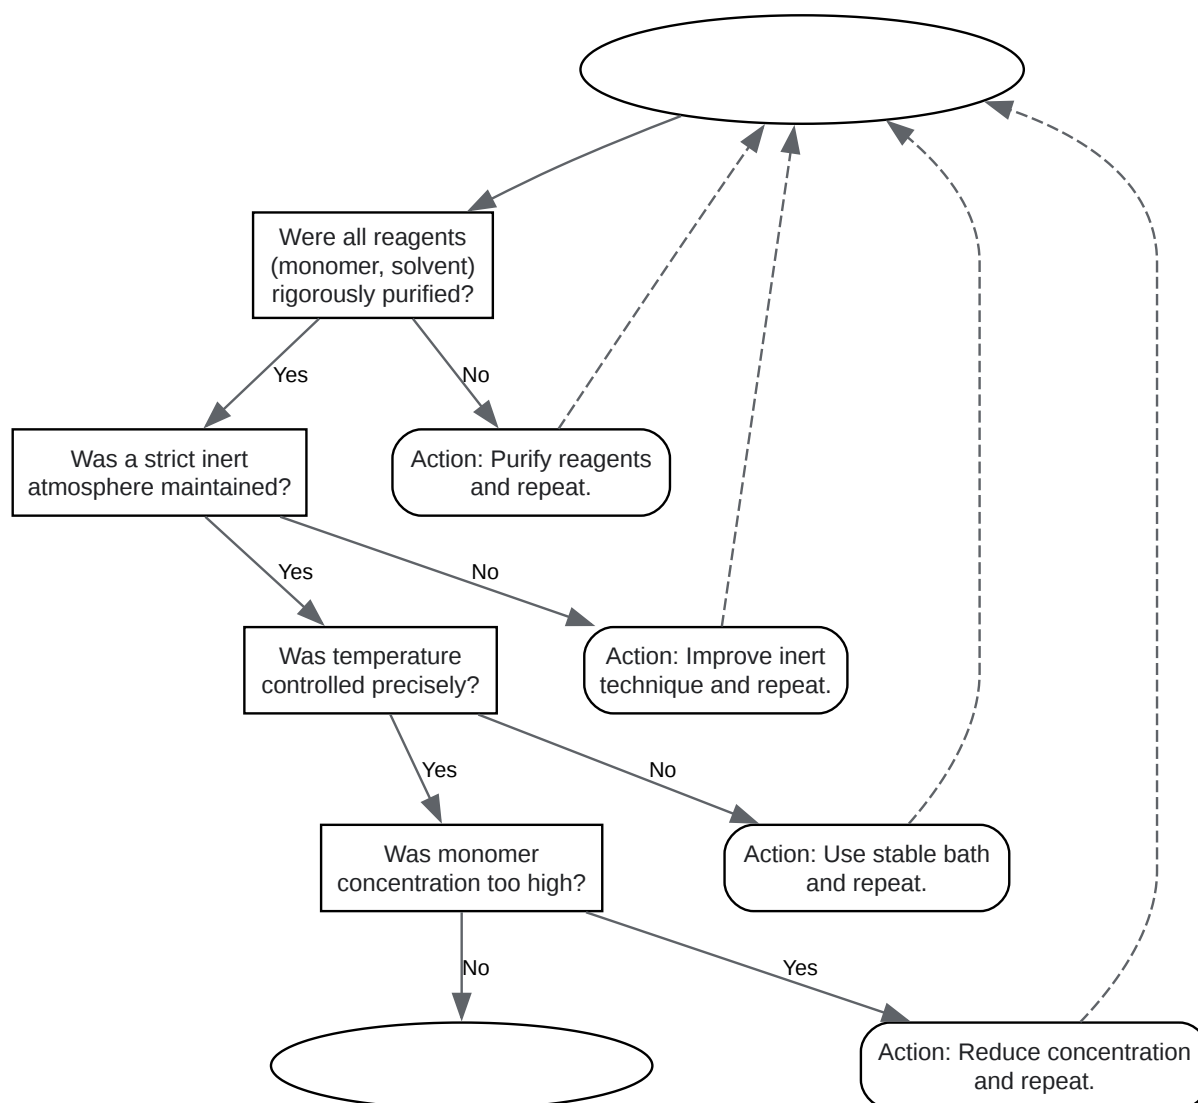 Were all reagents
(monomer, solvent)
rigorously purified?
Yes
No
Was a strict inert
atmosphere maintained?
Action: Purify reagents
and repeat.
Yes
No
Was temperature
controlled precisely?
Action: Improve inert
technique and repeat.
Yes
No
Was monomer
concentration too high?
Action: Use stable bath
and repeat.
No
Yes
Action: Reduce concentration
and repeat.